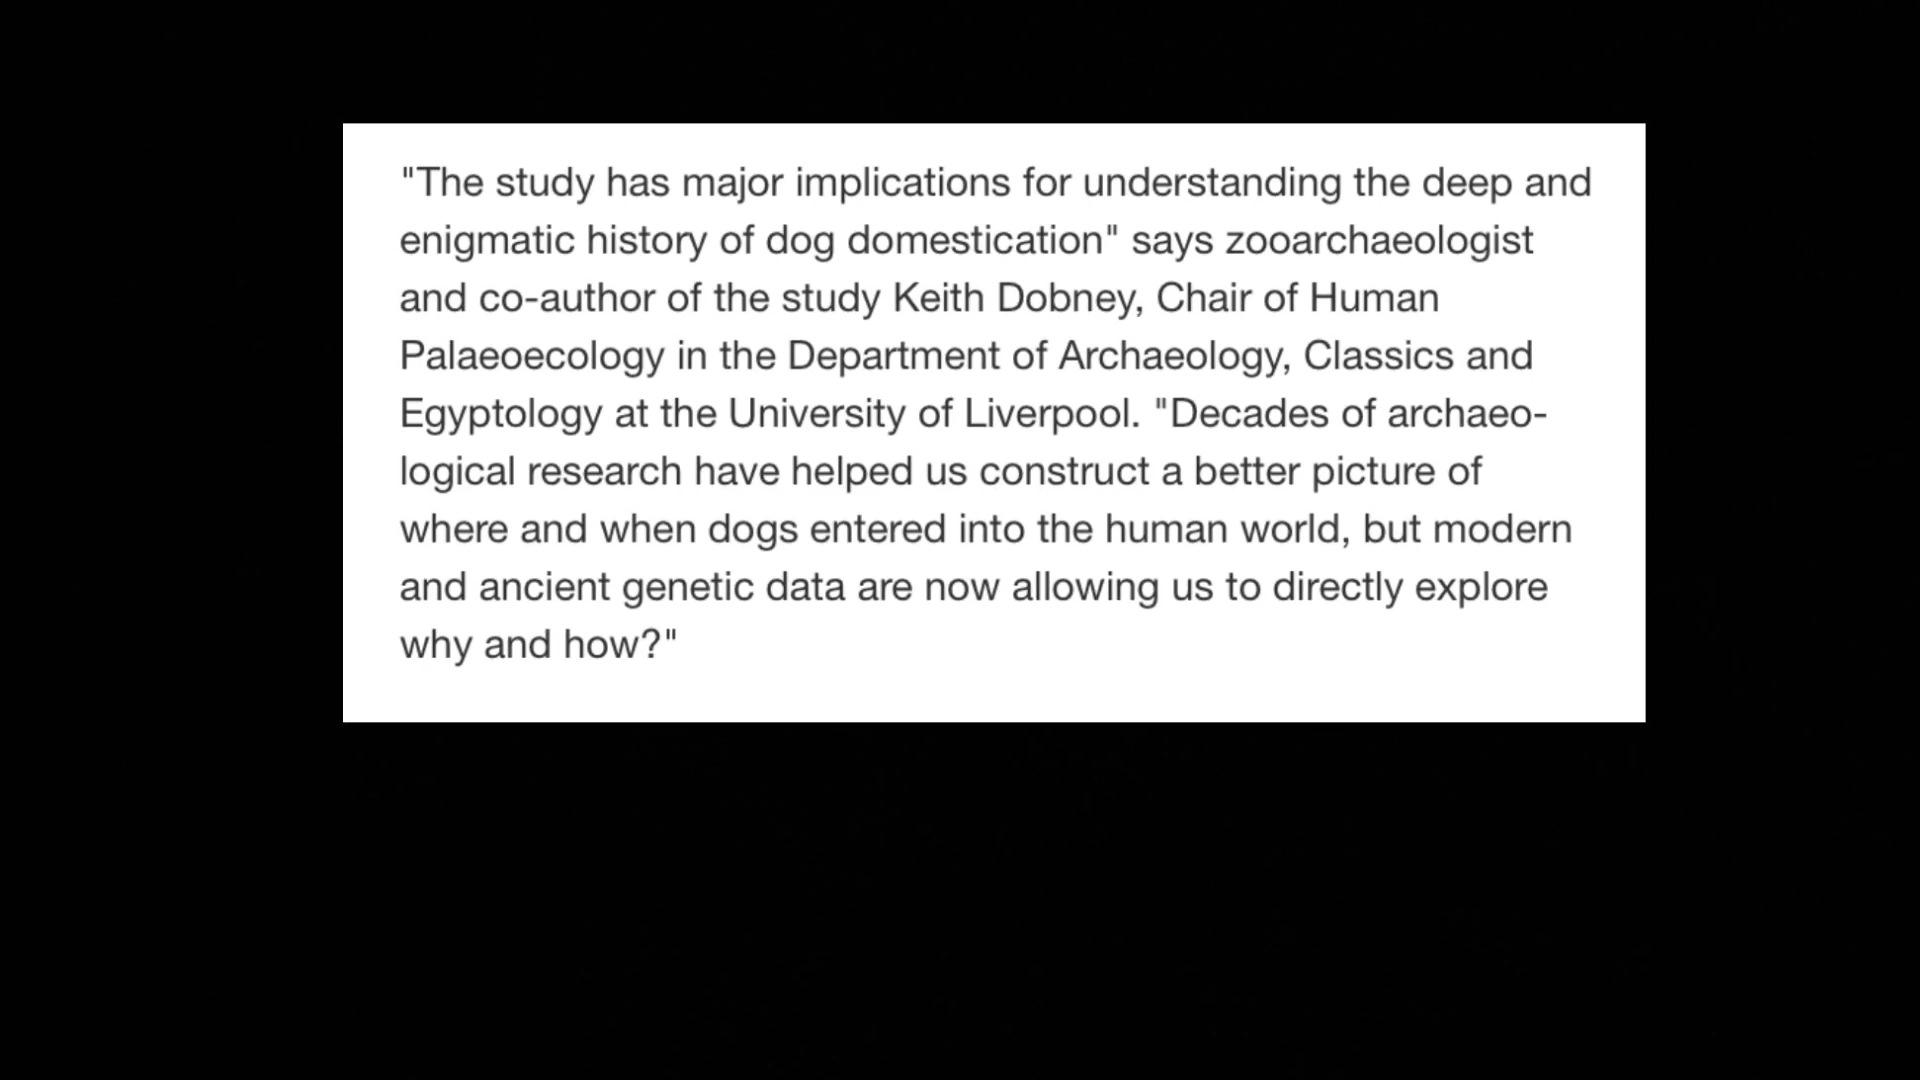 "The study has major implications for understanding the deep and
enigmatic history of dog domestication" says zooarchaeologist
and co-author of the study Keith Dobney, Chair of Human
Palaeoecology in the Department of Archaeology, Classics and
Egyptology at the University of Liverpool. "Decades of archaeo-
logical research have helped us construct a better picture of
where and when dogs entered into the human world, but modern
and ancient genetic data are now allowing us to directly explore
why and how?"